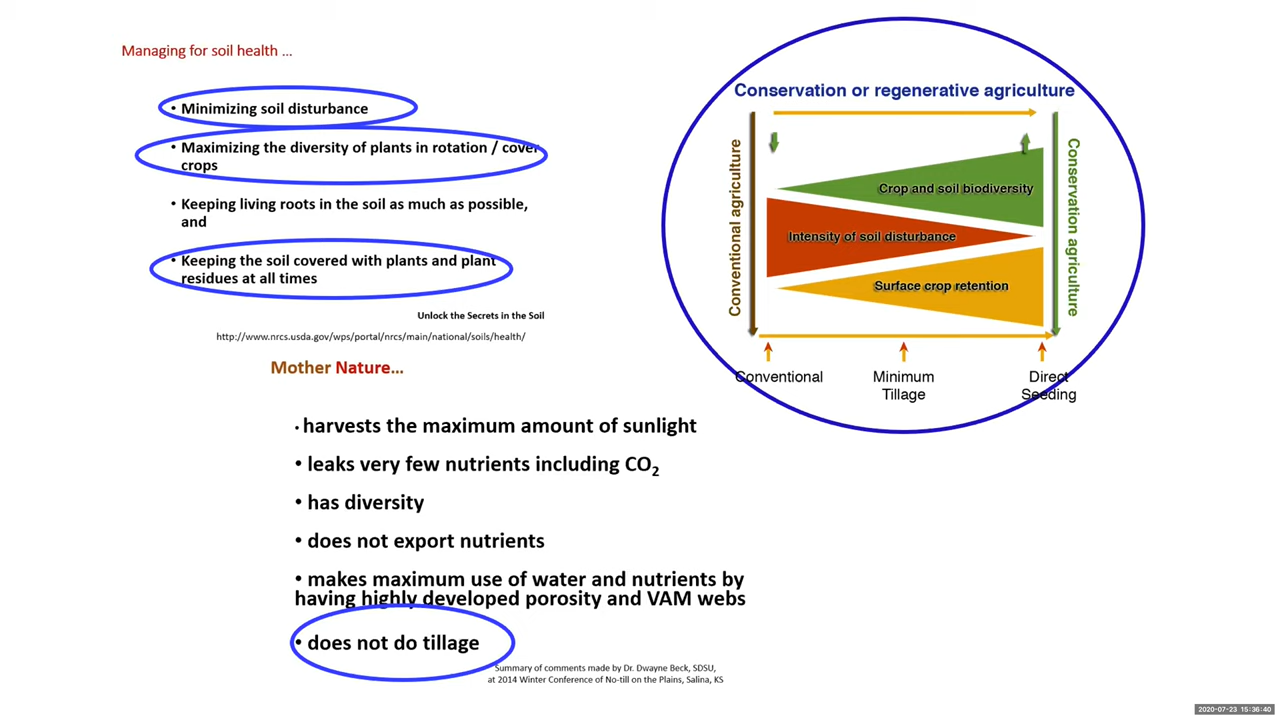 Managing for soil health ...
• Minimizing soil disturbance
• Maximizing the diversity of plants in rotation / cover
crops
• Keeping living roots in the soil as much as possible,
and
• Keeping the soil covered with plants and plant
residues at all times
Unlock the Secrets in the Soil
http://www.nrcs.usda.gov/wps/portal/nrcs/main/national/soils/health/
Mother Nature...
• harvests the maximum amount of sunlight
• leaks very few nutrients including CO₂
• has diversity
• does not export nutrients
• makes maximum use of water and nutrients by
having highly developed porosity and VAM webs
• does not do tillage
Summary of comments made by Dr. Dwayne Beck, SDSU,
at 2014 Winter Conference of No-till on the Plains, Salina, KS
Conservation or regenerative agriculture
Conventional agriculture
Crop and soil biodiversity
Intensity of soil disturbance
Surface crop retention
Conservation agriculture
Conventional
Minimum
Tillage
Direct
Seeding
2020-07-23 15:36:40